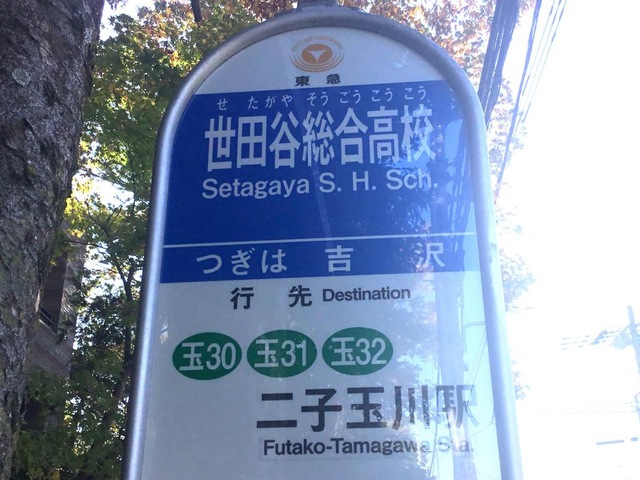 東急
せたがやそうごうこうこう
世田谷総合高校
Setagaya S. H. Sch.
つぎは 吉沢
行先 Destination
玉30 玉31 玉32
二子玉川駅
Futako-Tamagawa Sta.